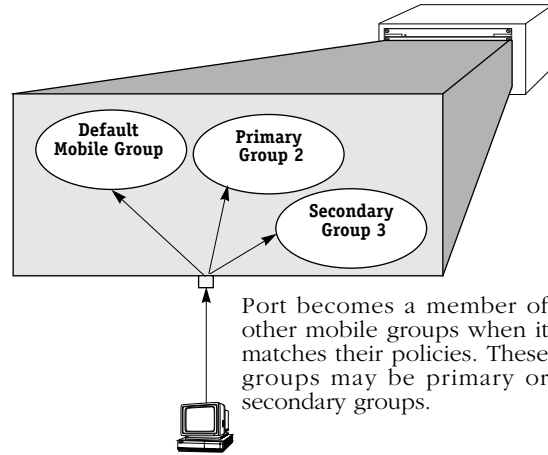 Default
Mobile Group
Primary
Group 2
Secondary
Group 3
Port becomes a member of
other mobile groups when it
matches their policies. These
groups may be primary or
secondary groups.